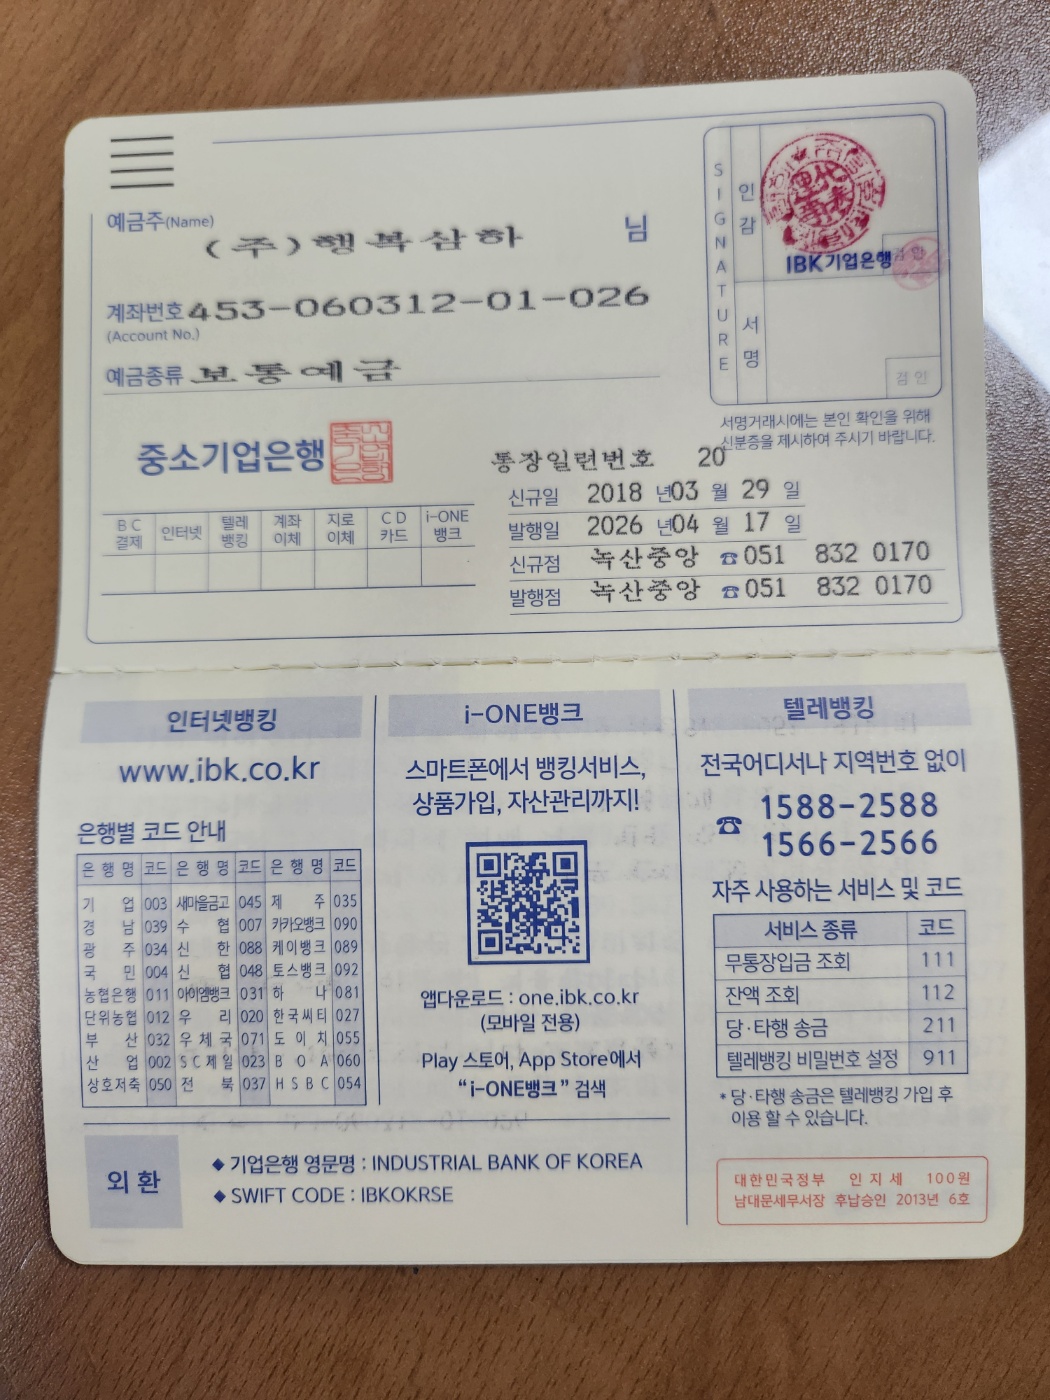 예금주(Name) (주)행복삼하 님
계좌번호 453-060312-01-026
(Account No.)
예금종류 보통예금
SIGNATURE
인감
IBK기업은행
서명
검인
서명거래시에는 본인 확인을 위해
신분증을 제시하여 주시기 바랍니다.
중소기업은행
통장일련번호 20
신규일 2018 년 03 월 29 일
발행일 2026 년 04 월 17 일
신규점 녹산중앙 ☎ 051 832 0170
발행점 녹산중앙 ☎ 051 832 0170
BC결제 인터넷 텔레뱅킹 계좌이체 지로이체 CD카드 i-ONE뱅크
인터넷뱅킹
www.ibk.co.kr
은행별 코드 안내
은행명 코드 은행명 코드 은행명 코드
기업 003 새마을금고 045 제주 035
경남 039 수협 007 카카오뱅크 090
광주 034 신한 088 케이뱅크 089
국민 004 신협 048 토스뱅크 092
농협은행 011 아이엠뱅크 031 하나 081
단위농협 012 우리 020 한국씨티 027
부산 032 우체국 071 도이치 055
산업 002 SC제일 023 BOA 060
상호저축 050 전북 037 HSBC 054
i-ONE뱅크
스마트폰에서 뱅킹서비스,
상품가입, 자산관리까지!
앱다운로드 : one.ibk.co.kr
(모바일 전용)
Play 스토어, App Store에서
“i-ONE뱅크” 검색
텔레뱅킹
전국어디서나 지역번호 없이
☎ 1588-2588
1566-2566
자주 사용하는 서비스 및 코드
서비스 종류 코드
무통장입금 조회 111
잔액 조회 112
당·타행 송금 211
텔레뱅킹 비밀번호 설정 911
* 당·타행 송금은 텔레뱅킹 가입 후
이용 할 수 있습니다.
외환
◆ 기업은행 영문명 : INDUSTRIAL BANK OF KOREA
◆ SWIFT CODE : IBKOKRSE
대한민국정부 인지세 100원
남대문세무서장 후납승인 2013년 6호